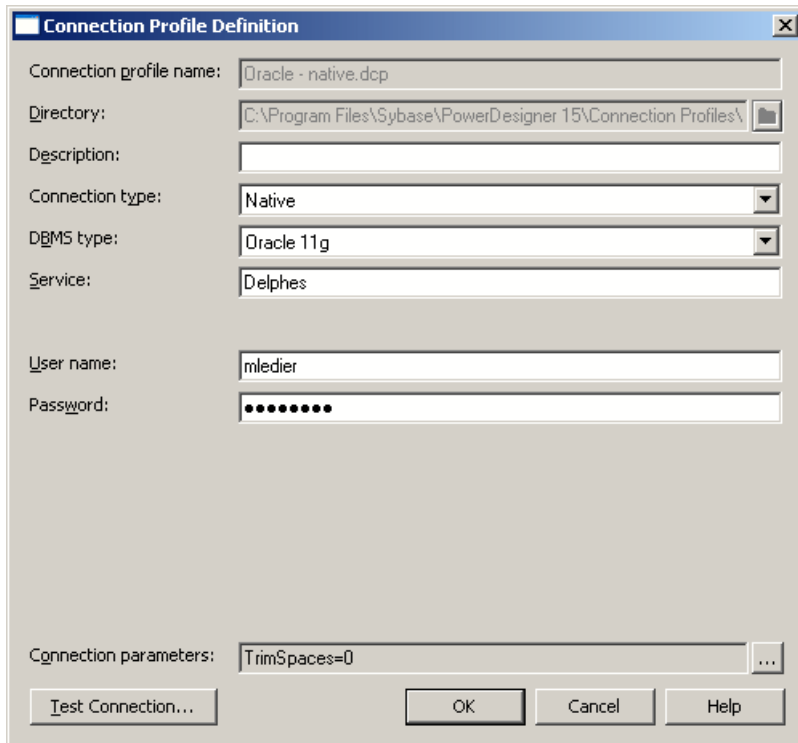 Connection Profile Definition
Connection profile name: Oracle - native.dcp
Directory: C:\Program Files\Sybase\PowerDesigner 15\Connection Profiles\
Description:
Connection type: Native
DBMS type: Oracle 11g
Service: Delphes
User name: mledier
Password: ●●●●●●●●
Connection parameters: TrimSpaces=0 ...
Test Connection... OK Cancel Help